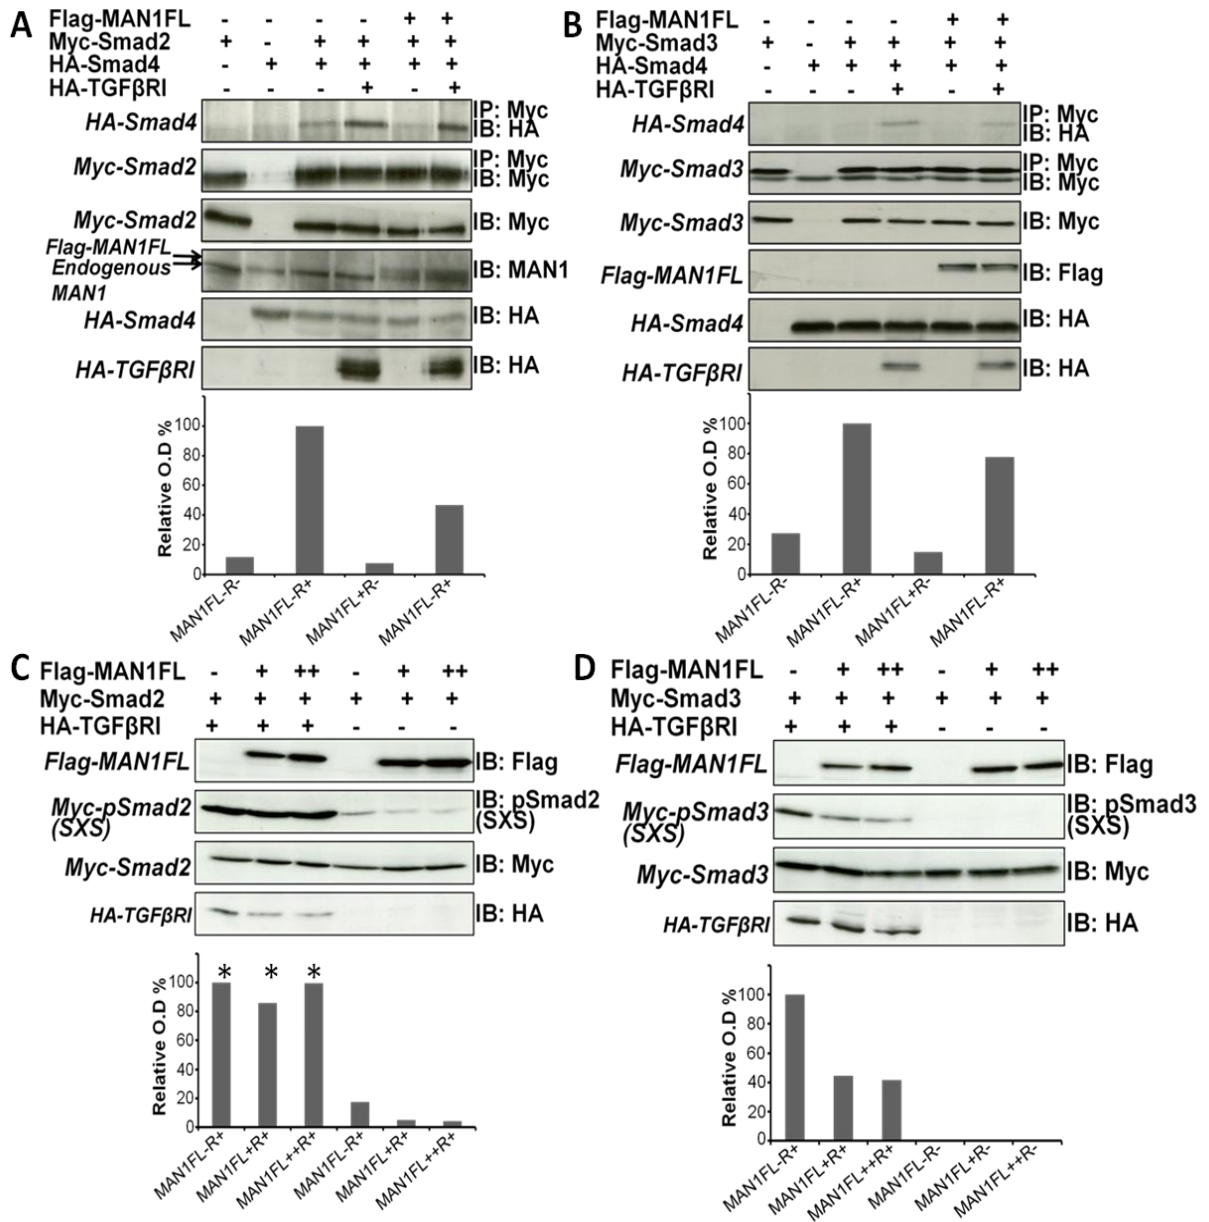 A
Flag-MAN1FL - - - - + +
Myc-Smad2 + - + + + +
HA-Smad4 - + + + + +
HA-TGFβRI - - - + - +
HA-Smad4 IP: Myc
IB: HA
Myc-Smad2 IP: Myc
IB: Myc
Myc-Smad2 IB: Myc
Flag-MAN1FL
Endogenous IB: MAN1
MAN1
HA-Smad4 IB: HA
HA-TGFβRI IB: HA
Relative O.D %
100
80
60
40
20
0
MAN1FL-R- MAN1FL-R+ MAN1FL+R- MAN1FL-R+
B
Flag-MAN1FL - - - - + +
Myc-Smad3 + - + + + +
HA-Smad4 - + + + + +
HA-TGFβRI - - - + - +
HA-Smad4 IP: Myc
IB: HA
Myc-Smad3 IP: Myc
IB: Myc
Myc-Smad3 IB: Myc
Flag-MAN1FL IB: Flag
HA-Smad4 IB: HA
HA-TGFβRI IB: HA
Relative O.D %
100
80
60
40
20
0
MAN1FL-R- MAN1FL-R+ MAN1FL+R- MAN1FL-R+
C
Flag-MAN1FL - + ++ - + ++
Myc-Smad2 + + + + + +
HA-TGFβRI + + + - - -
Flag-MAN1FL IB: Flag
Myc-pSmad2 IB: pSmad2
(SXS) (SXS)
Myc-Smad2 IB: Myc
HA-TGFβRI IB: HA
Relative O.D %
* * *
100
80
60
40
20
0
MAN1FL-R+ MAN1FL+R+ MAN1FL++R+ MAN1FL-R+ MAN1FL+R+ MAN1FL++R+
D
Flag-MAN1FL - + ++ - + ++
Myc-Smad3 + + + + + +
HA-TGFβRI + + + - - -
Flag-MAN1FL IB: Flag
Myc-pSmad3 IB: pSmad3
(SXS) (SXS)
Myc-Smad3 IB: Myc
HA-TGFβRI IB: HA
Relative O.D %
100
80
60
40
20
0
MAN1FL-R+ MAN1FL+R+ MAN1FL++R+ MAN1FL-R- MAN1FL+R- MAN1FL++R-